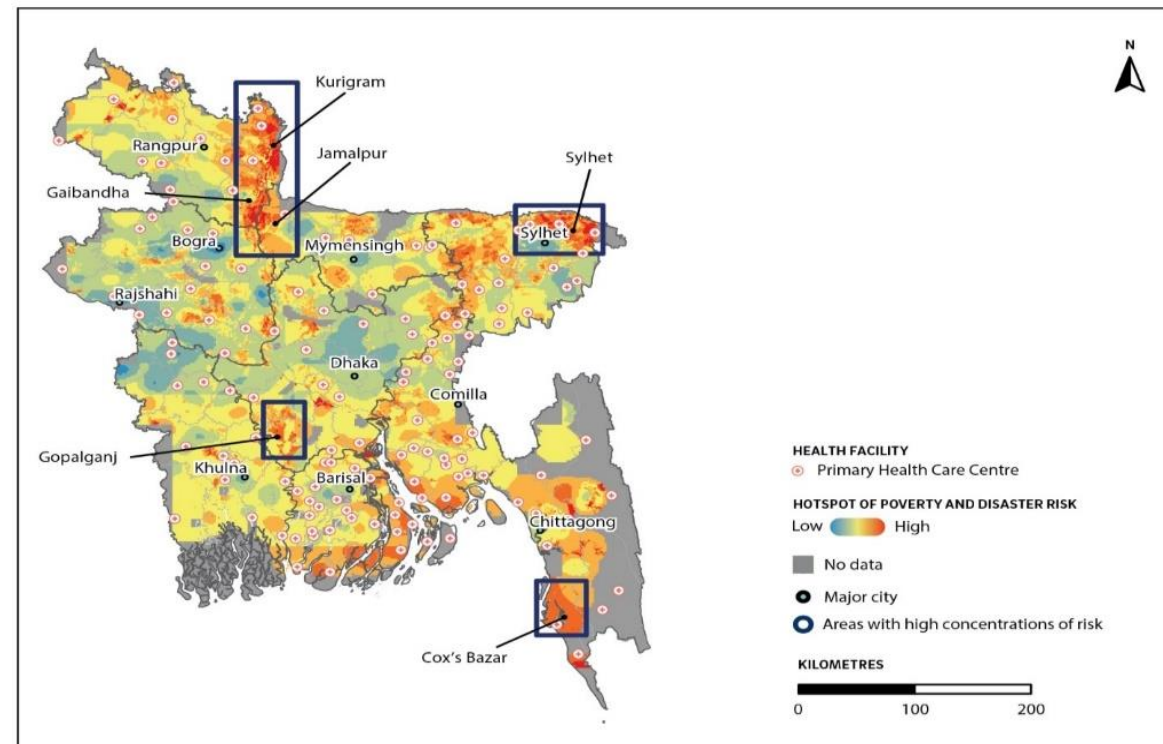 N
Kurigram
Jamalpur
Sylhet
Rangpur
Gaibandha
Bogra
Mymensingh
Sylhet
Rajshahi
Dhaka
Comilla
Gopalganj
Khulna
Barisal
Chittagong
Cox's Bazar
HEALTH FACILITY
Primary Health Care Centre
HOTSPOT OF POVERTY AND DISASTER RISK
Low High
No data
Major city
Areas with high concentrations of risk
KILOMETRES
0 100 200